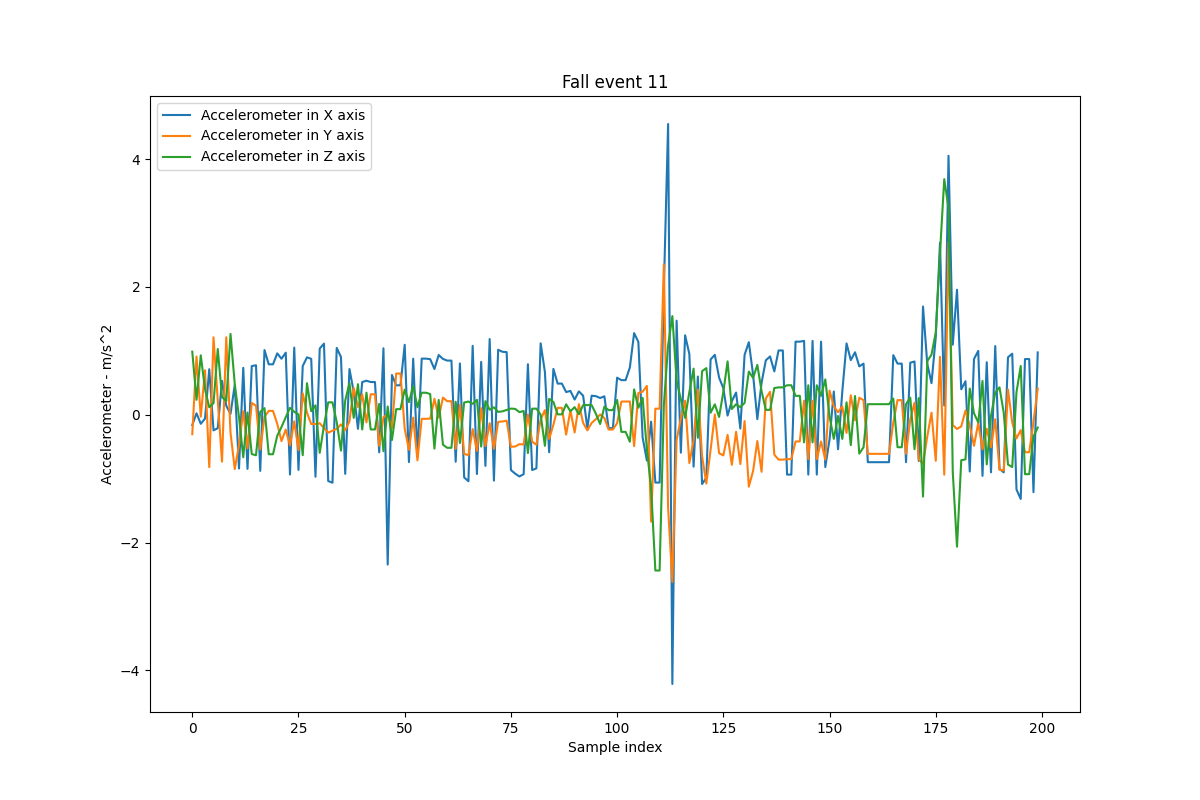 Fall event 11
Accelerometer in X axis
Accelerometer in Y axis
Accelerometer in Z axis
Accelerometer - m/s^2
4
2
0
−2
−4
0 25 50 75 100 125 150 175 200
Sample index